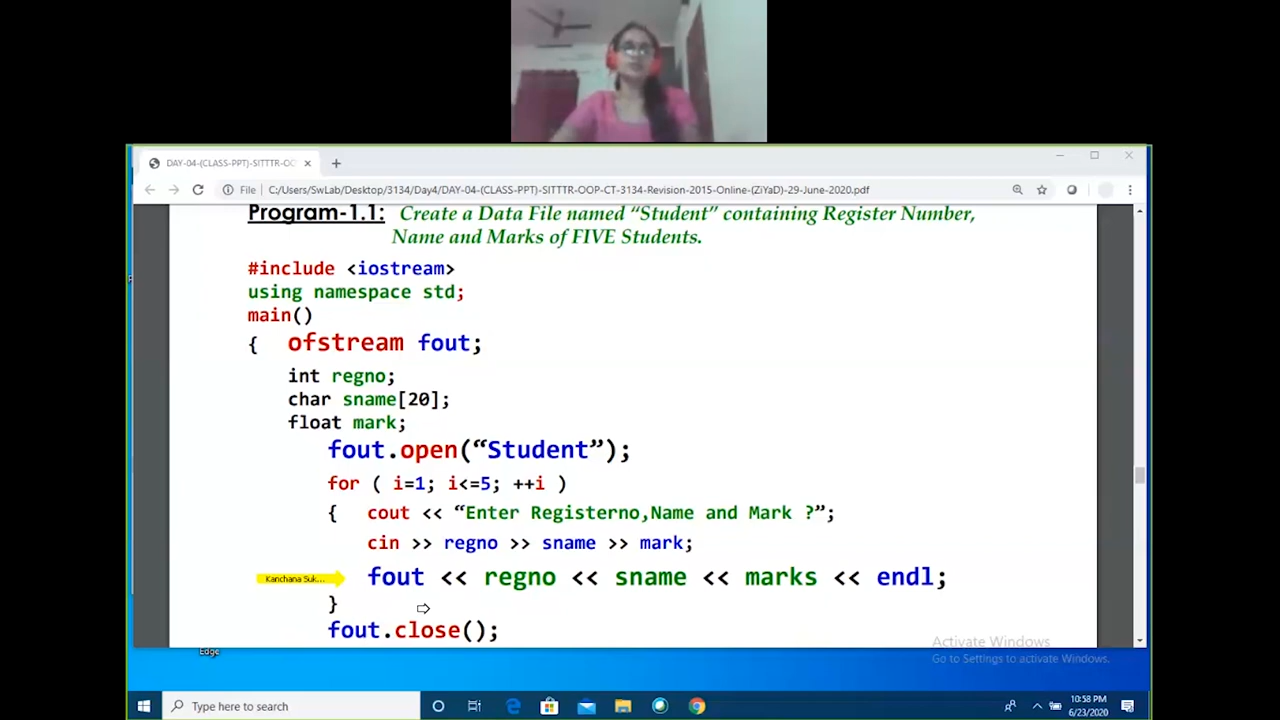 DAY-04-(CLASS-PPT)-SITTTR-OO
File C:/Users/SwLab/Desktop/3134/Day4/DAY-04-(CLASS-PPT)-SITTTR-OOP-CT-3134-Revision-2015-Online-(ZiYaD)-29-June-2020.pdf
Program-1.1: Create a Data File named “Student” containing Register Number,
Name and Marks of FIVE Students.
#include <iostream>
using namespace std;
main()
{ ofstream fout;
int regno;
char sname[20];
float mark;
fout.open(“Student”);
for ( i=1; i<=5; ++i )
{ cout << “Enter Registerno,Name and Mark ?”;
cin >> regno >> sname >> mark;
Kanchana Suk... fout << regno << sname << marks << endl;
}
fout.close();
Activate Windows
Go to Settings to activate Windows.
Edge
Type here to search
10:58 PM
6/23/2020